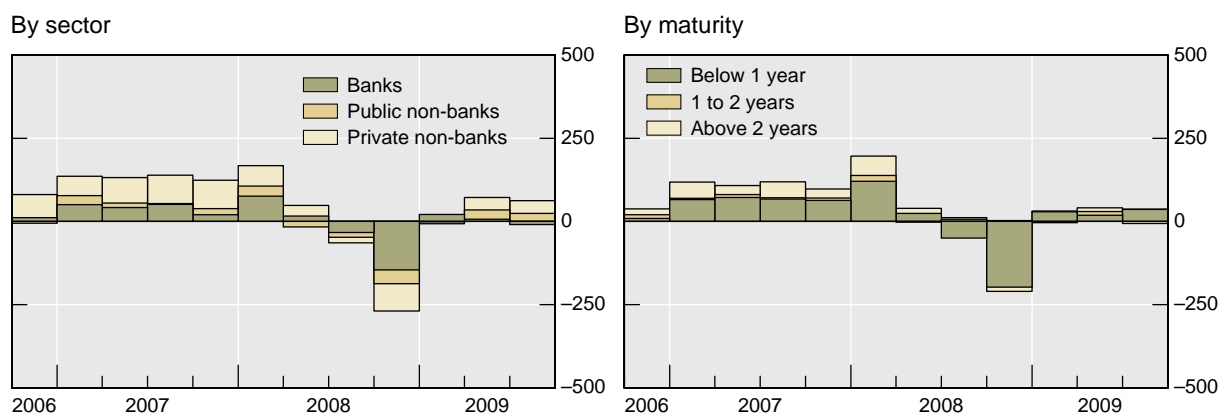 By sector
Banks
Public non-banks
Private non-banks
500
250
0
–250
–500
2006 2007 2008 2009
By maturity
Below 1 year
1 to 2 years
Above 2 years
500
250
0
–250
–500
2006 2007 2008 2009